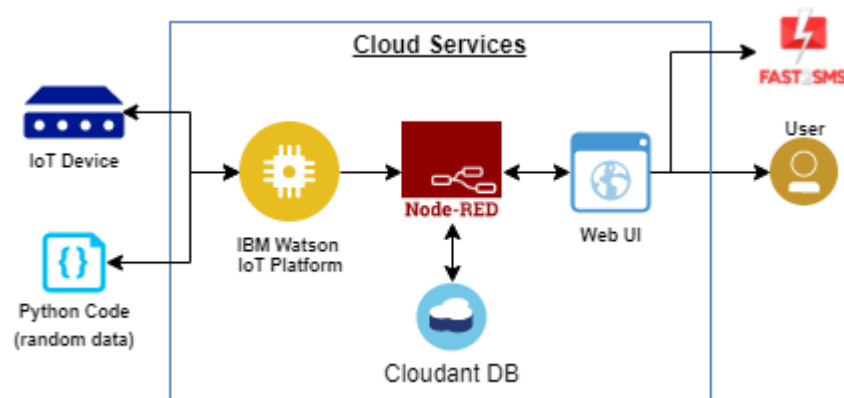 Cloud Services
FAST2SMS
IoT Device
User
Node-RED
IBM Watson
IoT Platform
Web UI
{}
Python Code
(random data)
Cloudant DB